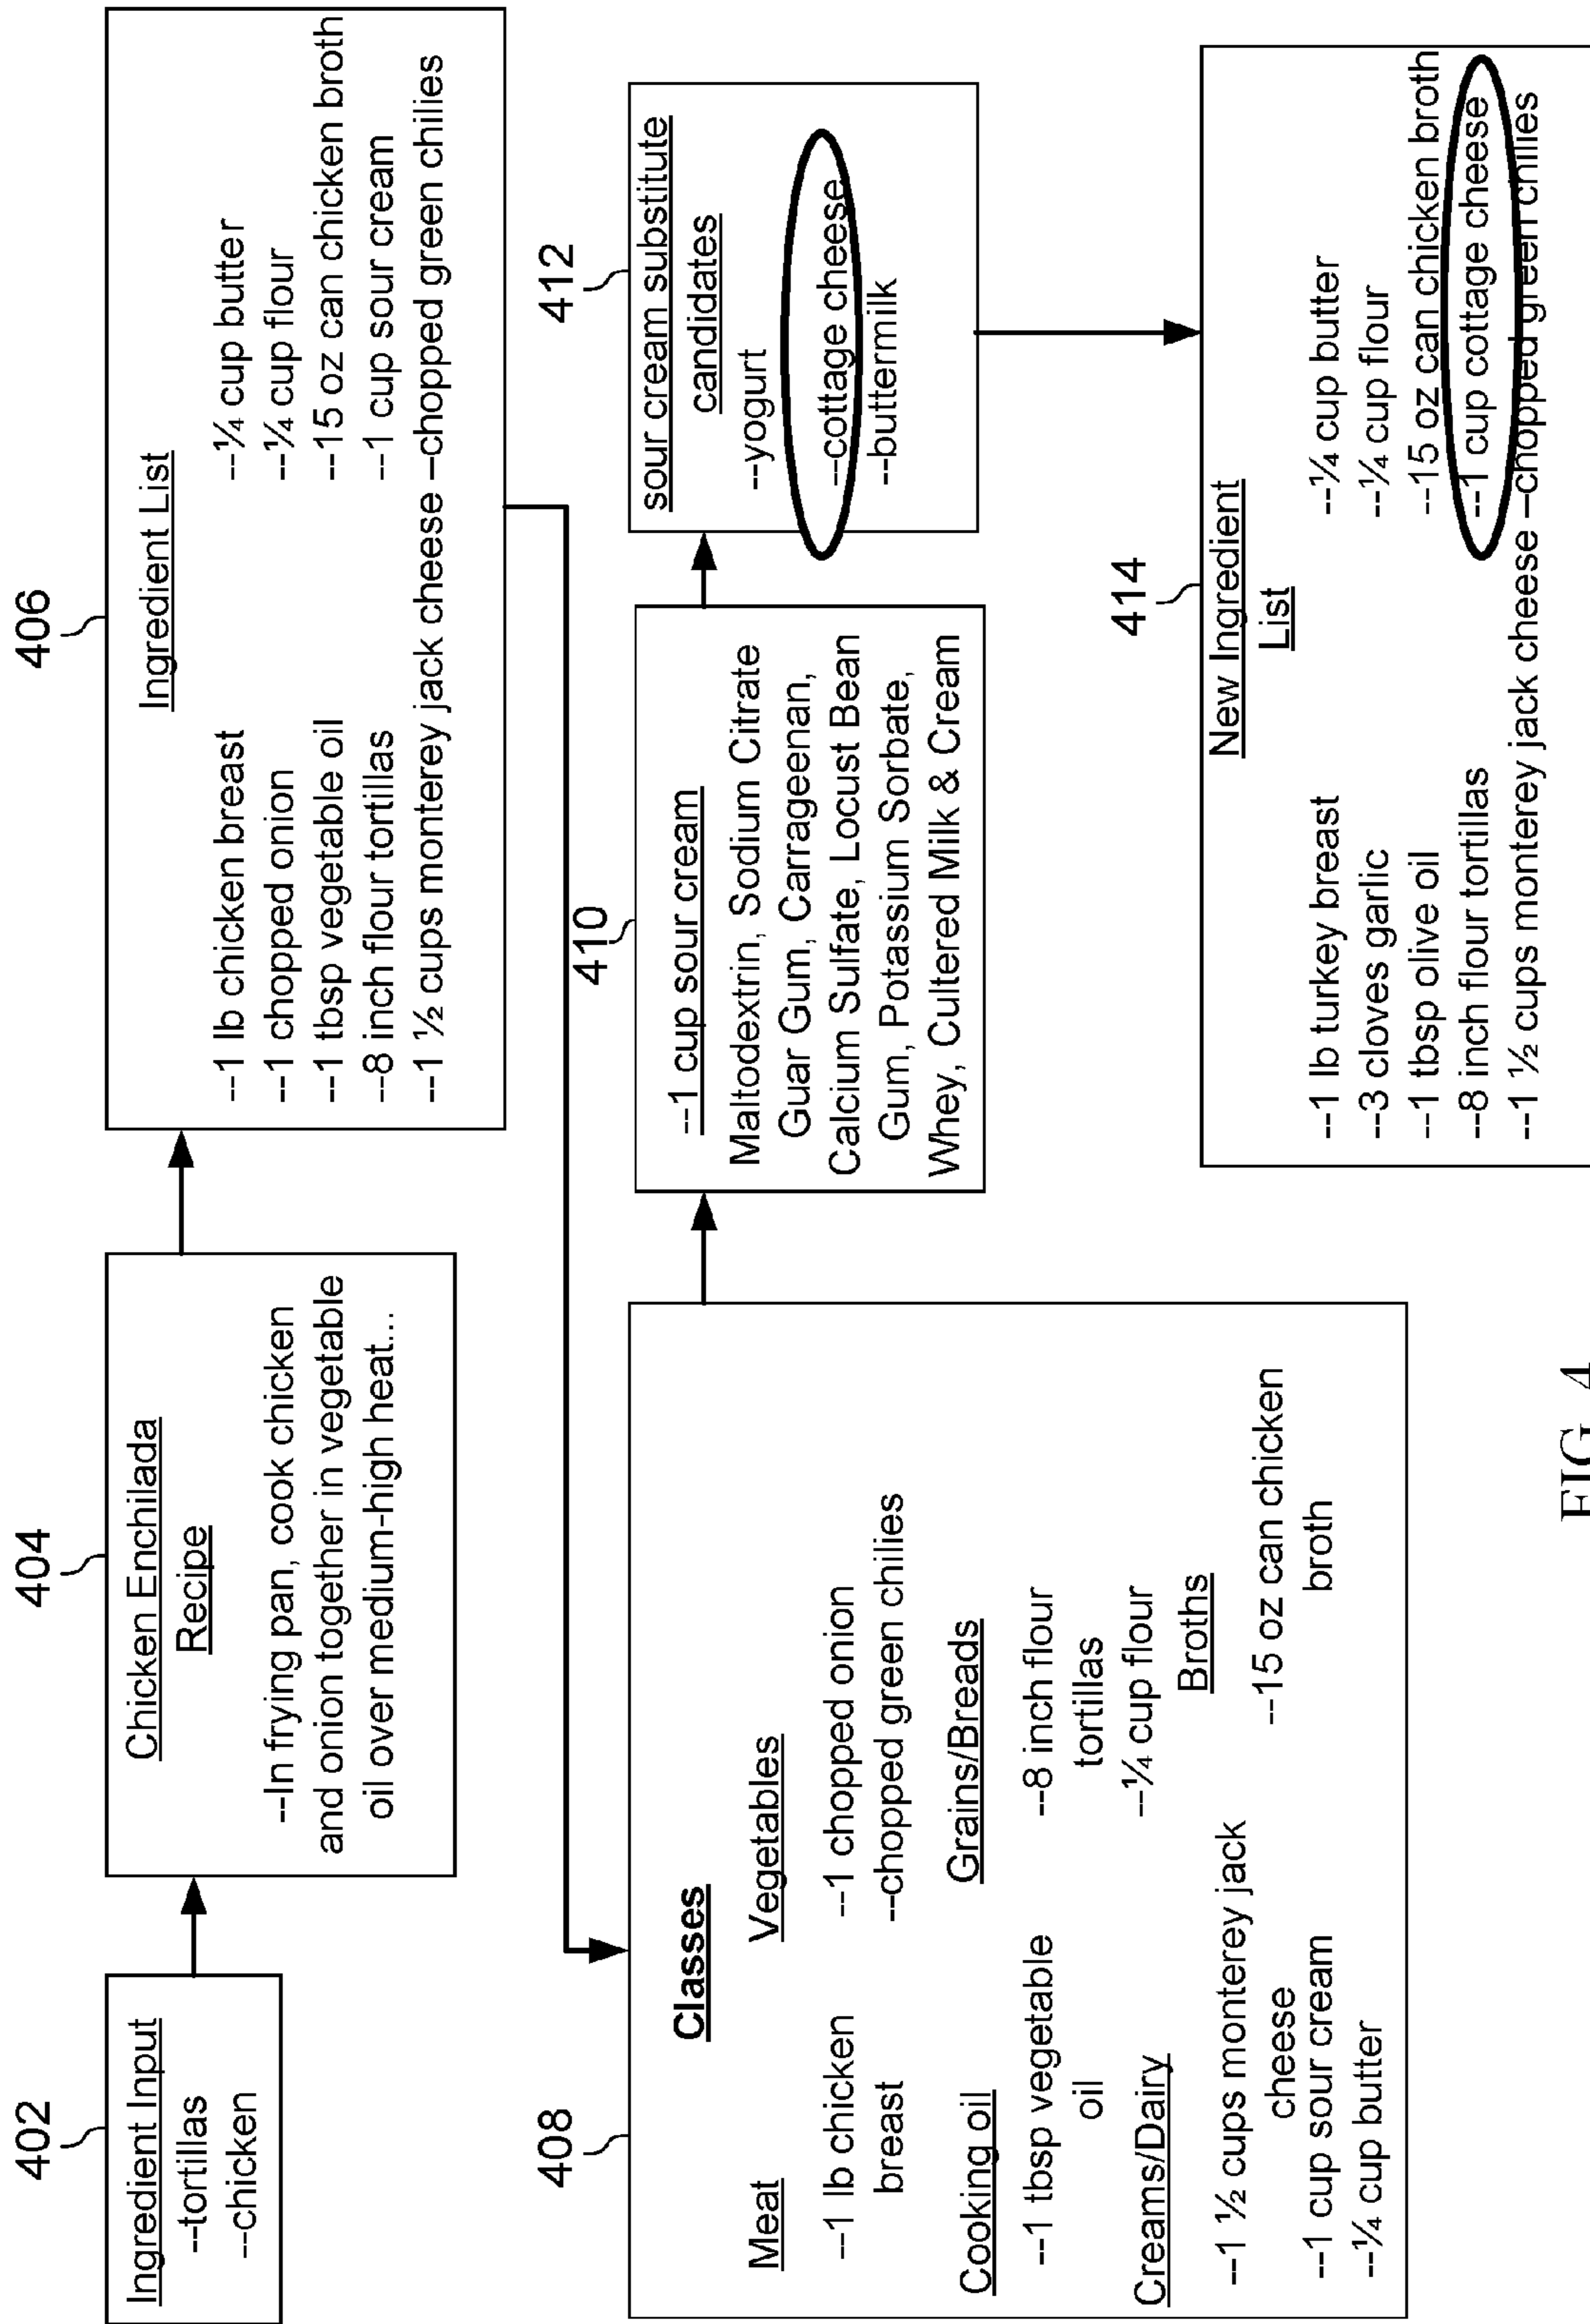 402
Ingredient Input
--tortillas
--chicken
404
Chicken Enchilada
Recipe
--In frying pan, cook chicken
and onion together in vegetable
oil over medium-high heat...
406
Ingredient List
--1 lb chicken breast
--1 chopped onion
--1 tbsp vegetable oil
--8 inch flour tortillas
--1 ½ cups monterey jack cheese
--¼ cup butter
--¼ cup flour
--15 oz can chicken broth
--1 cup sour cream
–chopped green chilies
408
Classes
Meat
--1 lb chicken
breast
Vegetables
--1 chopped onion
--chopped green chilies
Cooking oil
--1 tbsp vegetable
oil
Grains/Breads
--8 inch flour
tortillas
--¼ cup flour
Creams/Dairy
--1 ½ cups monterey jack
cheese
--1 cup sour cream
--¼ cup butter
Broths
--15 oz can chicken
broth
410
--1 cup sour cream
Maltodextrin, Sodium Citrate
Guar Gum, Carrageenan,
Calcium Sulfate, Locust Bean
Gum, Potassium Sorbate,
Whey, Cultered Milk & Cream
412
sour cream substitute
candidates
--yogurt
--cottage cheese
--buttermilk
414
New Ingredient
List
--1 lb turkey breast
--3 cloves garlic
--1 tbsp olive oil
--8 inch flour tortillas
--1 ½ cups monterey jack cheese
--¼ cup butter
--¼ cup flour
--15 oz can chicken broth
--1 cup cottage cheese
–chopped green chilies
FIG. 4